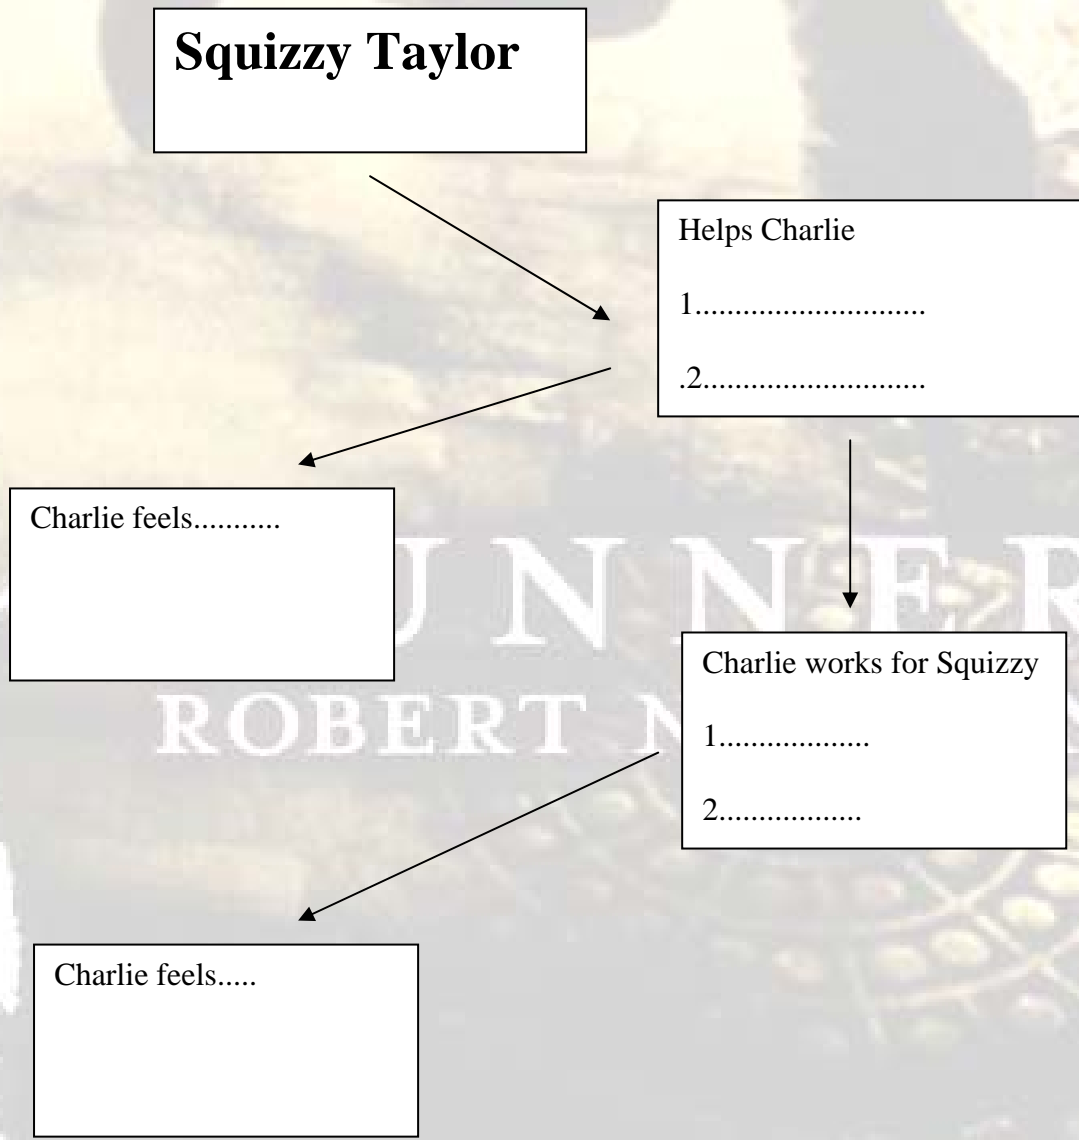 Squizzy Taylor
Helps Charlie
1.............................
.2............................
Charlie feels...........
UNNER
Charlie works for Squizzy
ROBERT
1...................
2..................
Charlie feels.....